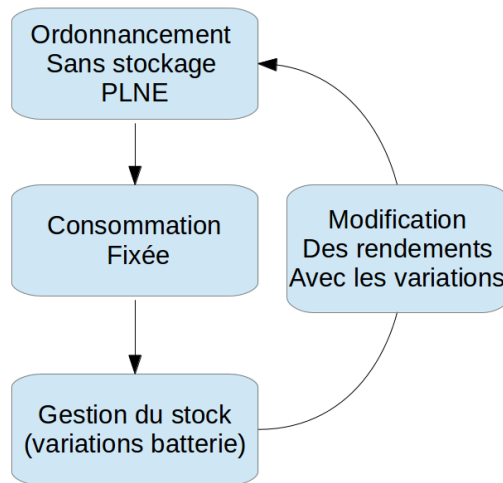 Ordonnancement
Sans stockage
PLNE
Consommation
Fixée
Modification
Des rendements
Avec les variations
Gestion du stock
(variations batterie)